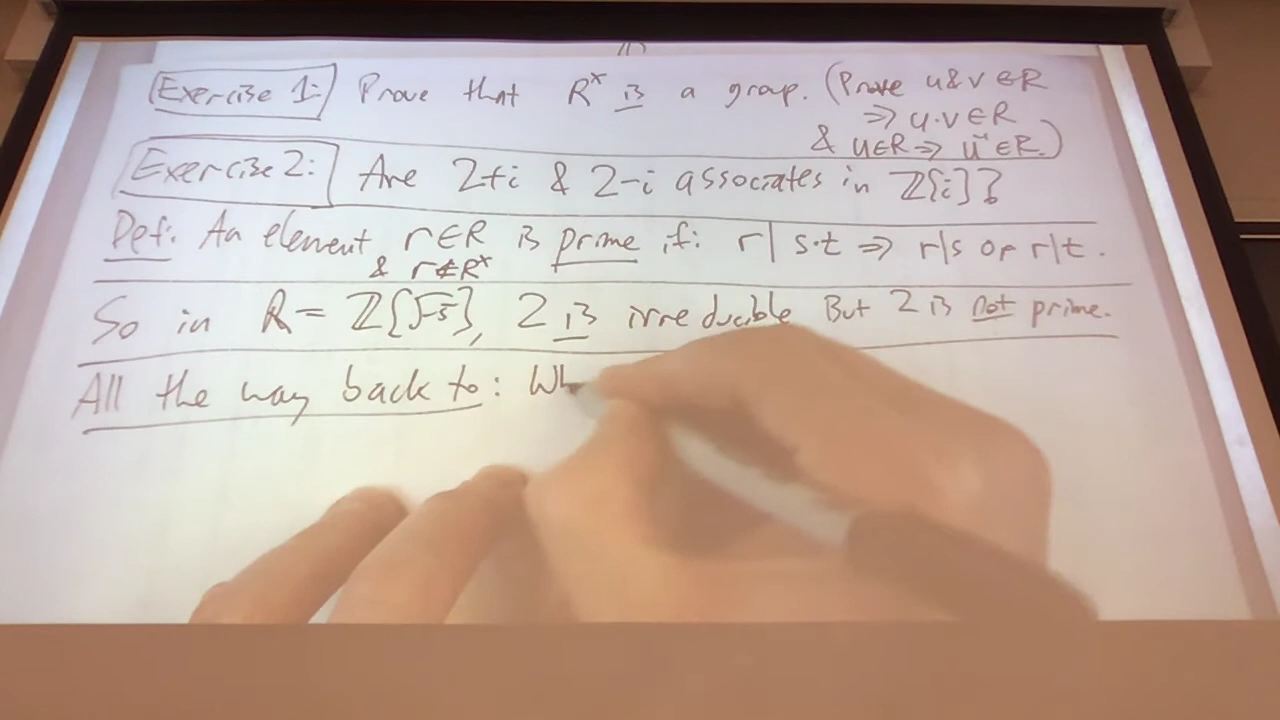 Exercise 1: Prove that R^x is a group. (Prove u & v ∈ R
⇒ u·v ∈ R
& u∈R ⇒ u^-1 ∈ R.)
Exercise 2: Are 2+i & 2-i associates in Z[i]?
Def: An element r∈R is prime if: r | s·t ⇒ r|s or r|t.
& r∉R^x
So in R = Z[√-5], 2 is irreducible But 2 is not prime.
All the way back to: Wh